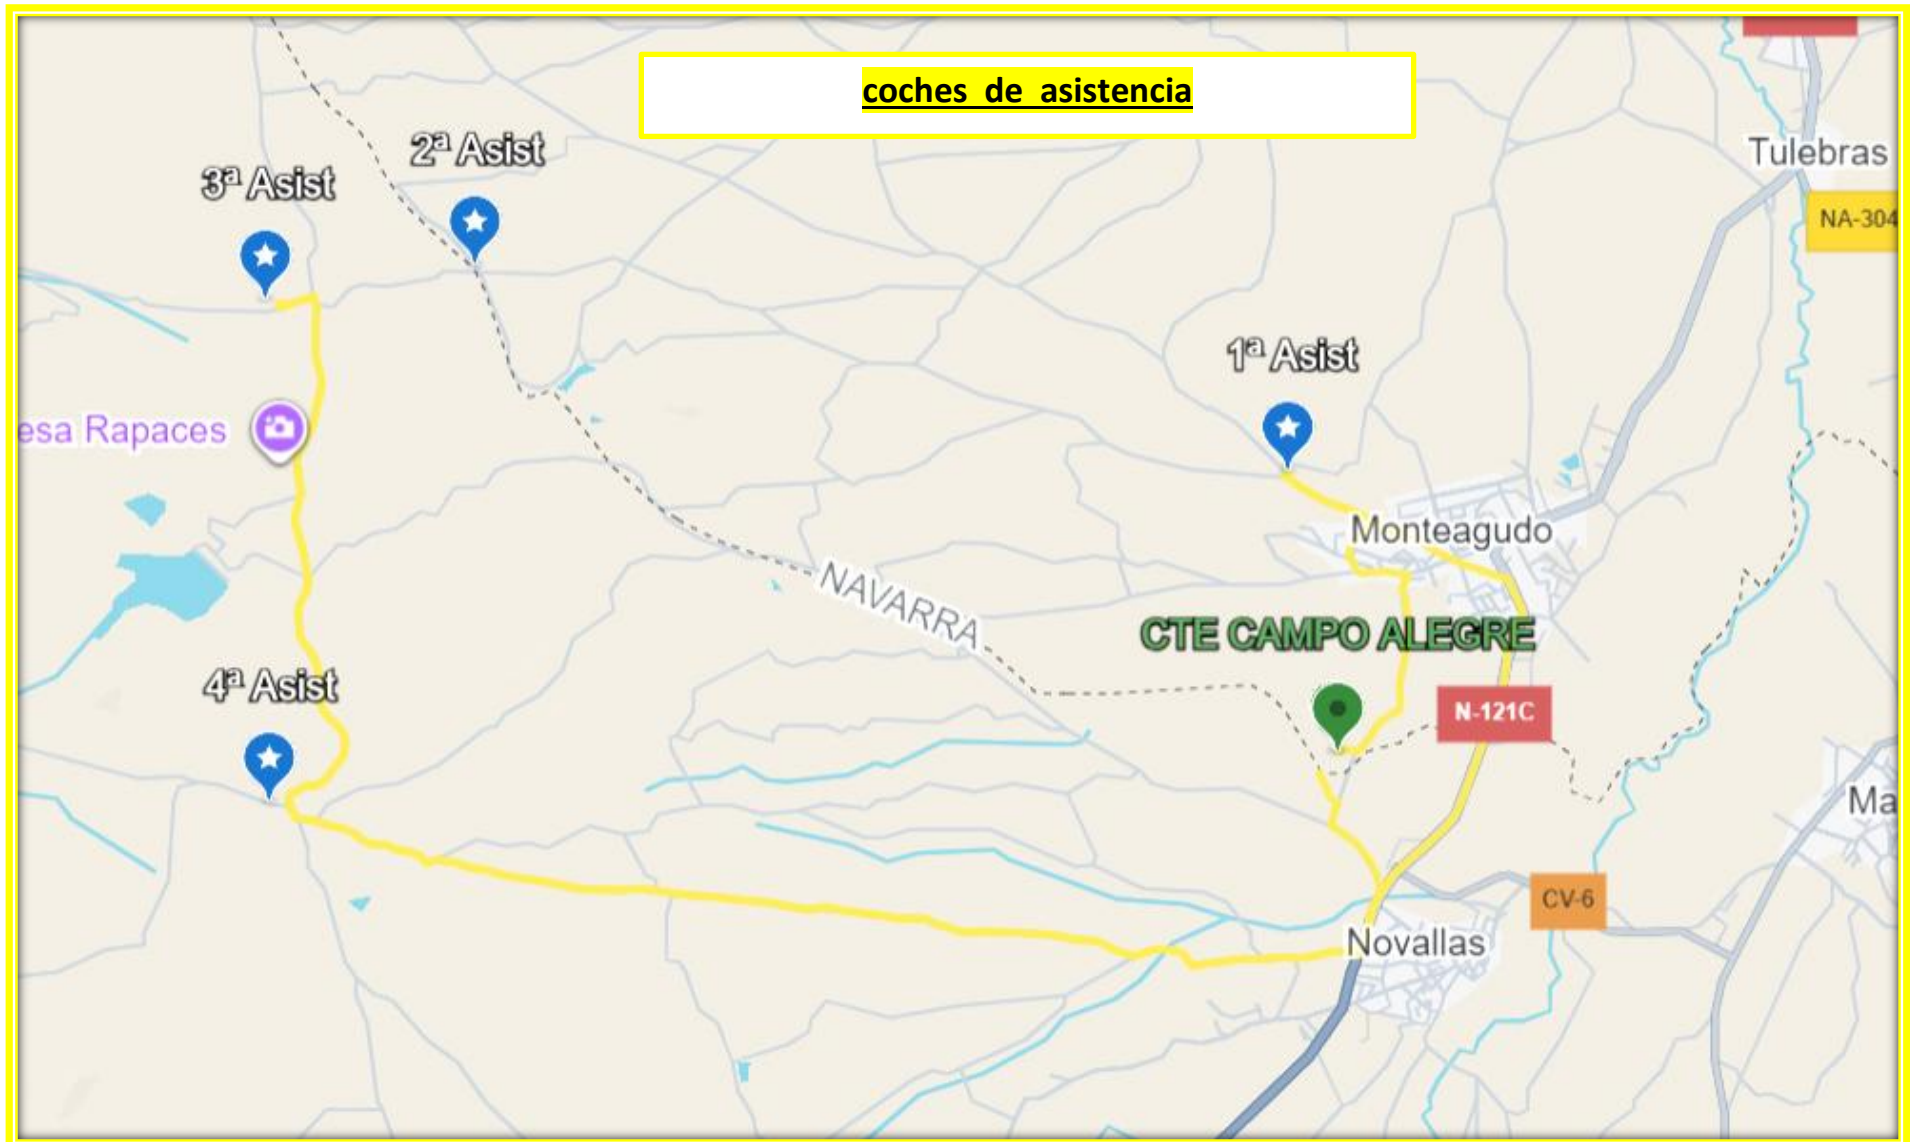 coches de asistencia
Tulebras
2ª Asist
3ª Asist
NA-304
1ª Asist
esa Rapaces
Monteagudo
NAVARRA
CTE CAMPO ALEGRE
4ª Asist
N-121C
Ma
CV-6
Novallas